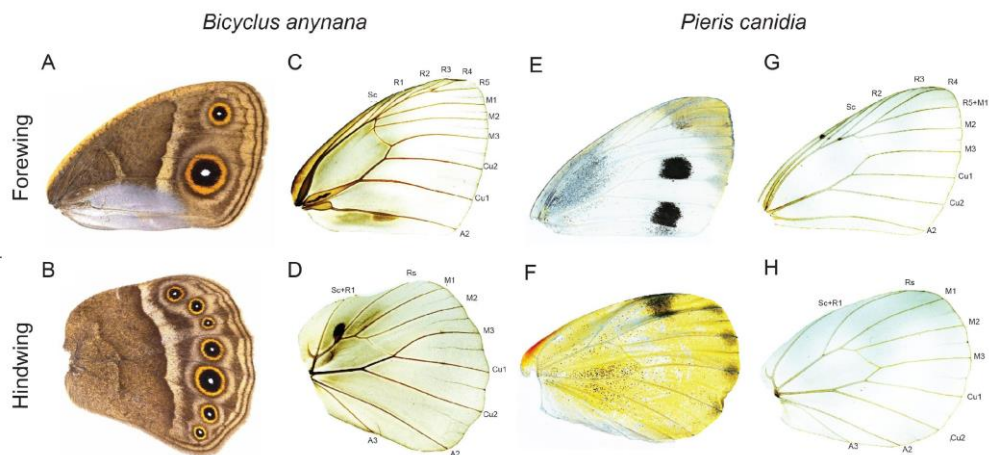 Bicyclus anynana
Pieris canidia
Forewing
Hindwing
A
C
Sc
R1
R2
R3
R4
R5
M1
M2
M3
Cu2
Cu1
A2
E
G
Sc
R2
R3
R4
R5+M1
M2
M3
Cu1
Cu2
A2
B
D
Sc+R1
Rs
M1
M2
M3
Cu1
Cu2
A2
A3
F
H
Sc+R1
Rs
M1
M2
M3
Cu1
Cu2
A2
A3